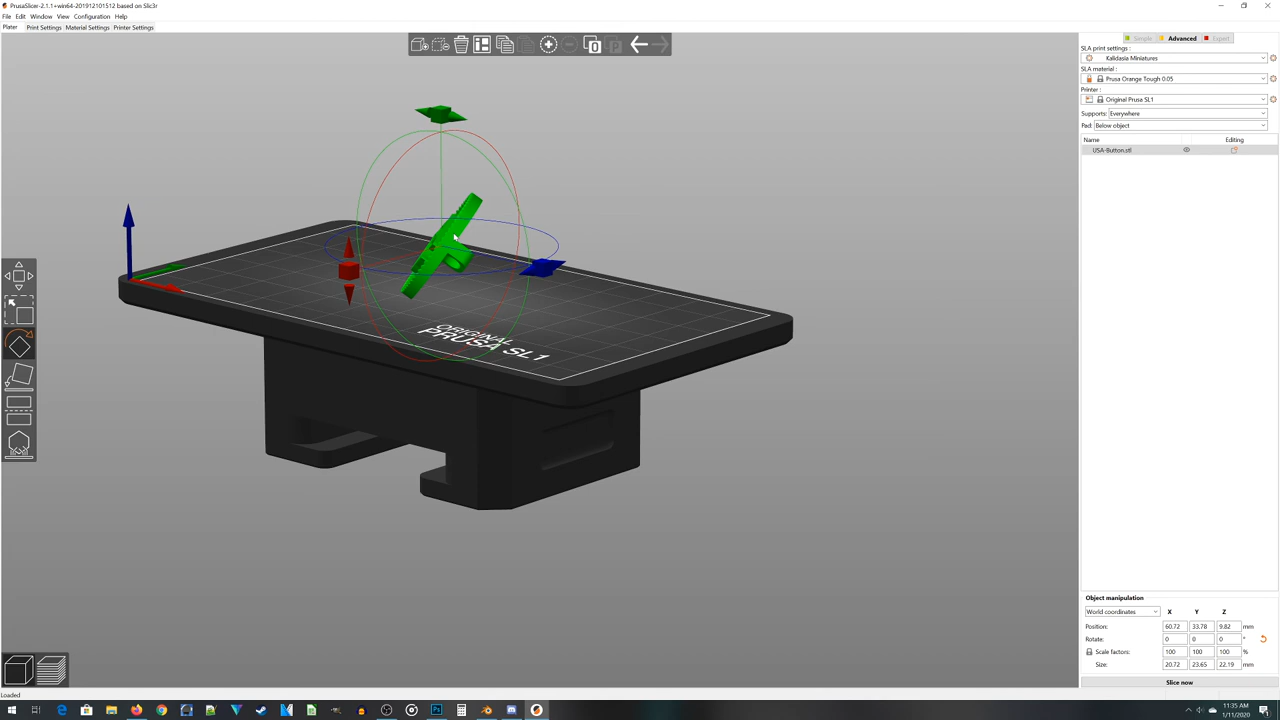 PrusaSlicer-2.1.1+win64-201912101512 based on Slic3r
File Edit Window View Configuration Help
Plater Print Settings Material Settings Printer Settings
Simple Advanced Expert
SLA print settings :
Kalidasia Miniatures
SLA material :
Prusa Orange Tough 0.05
Printer :
Original Prusa SL1
Supports: Everywhere
Pad: Below object
Name Editing
USA-Button.stl
ORIGINAL
PRUSA SL1
Object manipulation
World coordinates X Y Z
Position: 60.72 33.78 9.82 mm
Rotate: 0 0 0 °
Scale factors: 100 100 100 %
Size: 20.72 23.65 22.19 mm
Slice now
Loaded
11:35 AM
1/11/2020